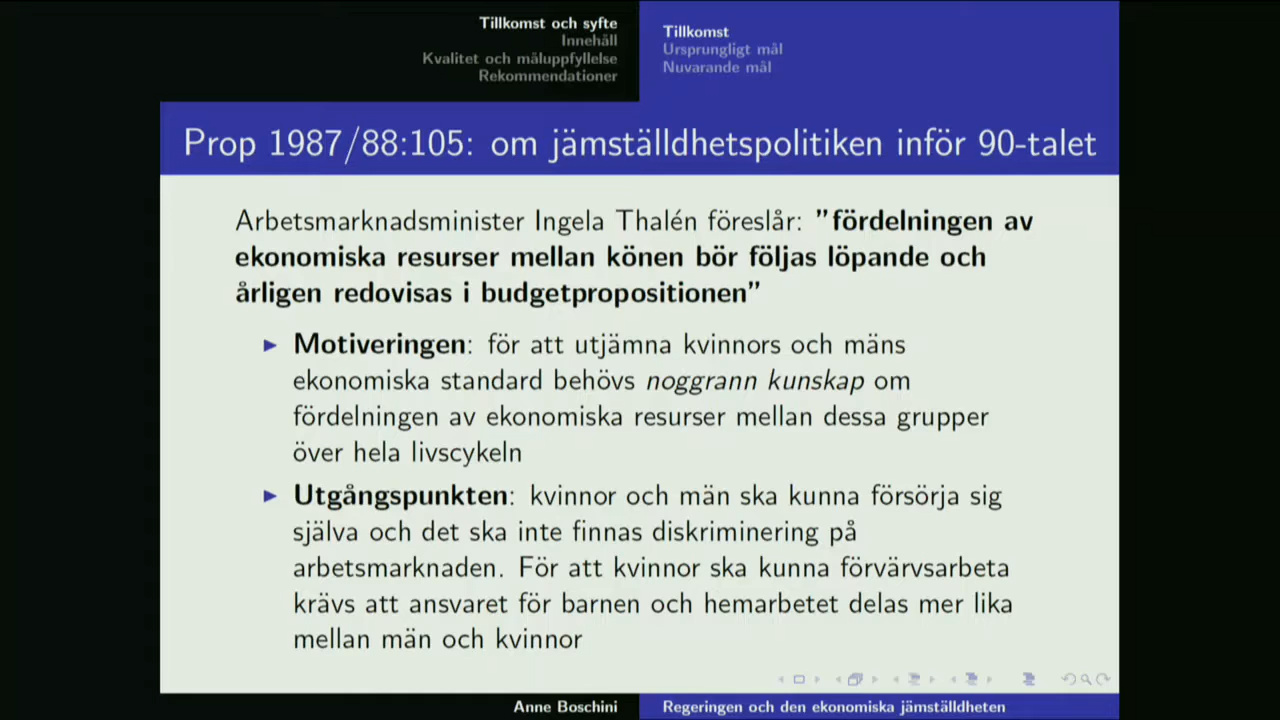 Tillkomst och syfte
Innehåll
Kvalitet och måluppfyllelse
Rekommendationer
Tillkomst
Ursprungligt mål
Nuvarande mål
Prop 1987/88:105: om jämställdhetspolitiken inför 90-talet
Arbetsmarknadsminister Ingela Thalén föreslår: ”fördelningen av
ekonomiska resurser mellan könen bör följas löpande och
årligen redovisas i budgetpropositionen”
Motiveringen: för att utjämna kvinnors och mäns
ekonomiska standard behövs noggrann kunskap om
fördelningen av ekonomiska resurser mellan dessa grupper
över hela livscykeln
Utgångspunkten: kvinnor och män ska kunna försörja sig
själva och det ska inte finnas diskriminering på
arbetsmarknaden. För att kvinnor ska kunna förvärvsarbeta
krävs att ansvaret för barnen och hemarbetet delas mer lika
mellan män och kvinnor
Anne Boschini
Regeringen och den ekonomiska jämställdheten